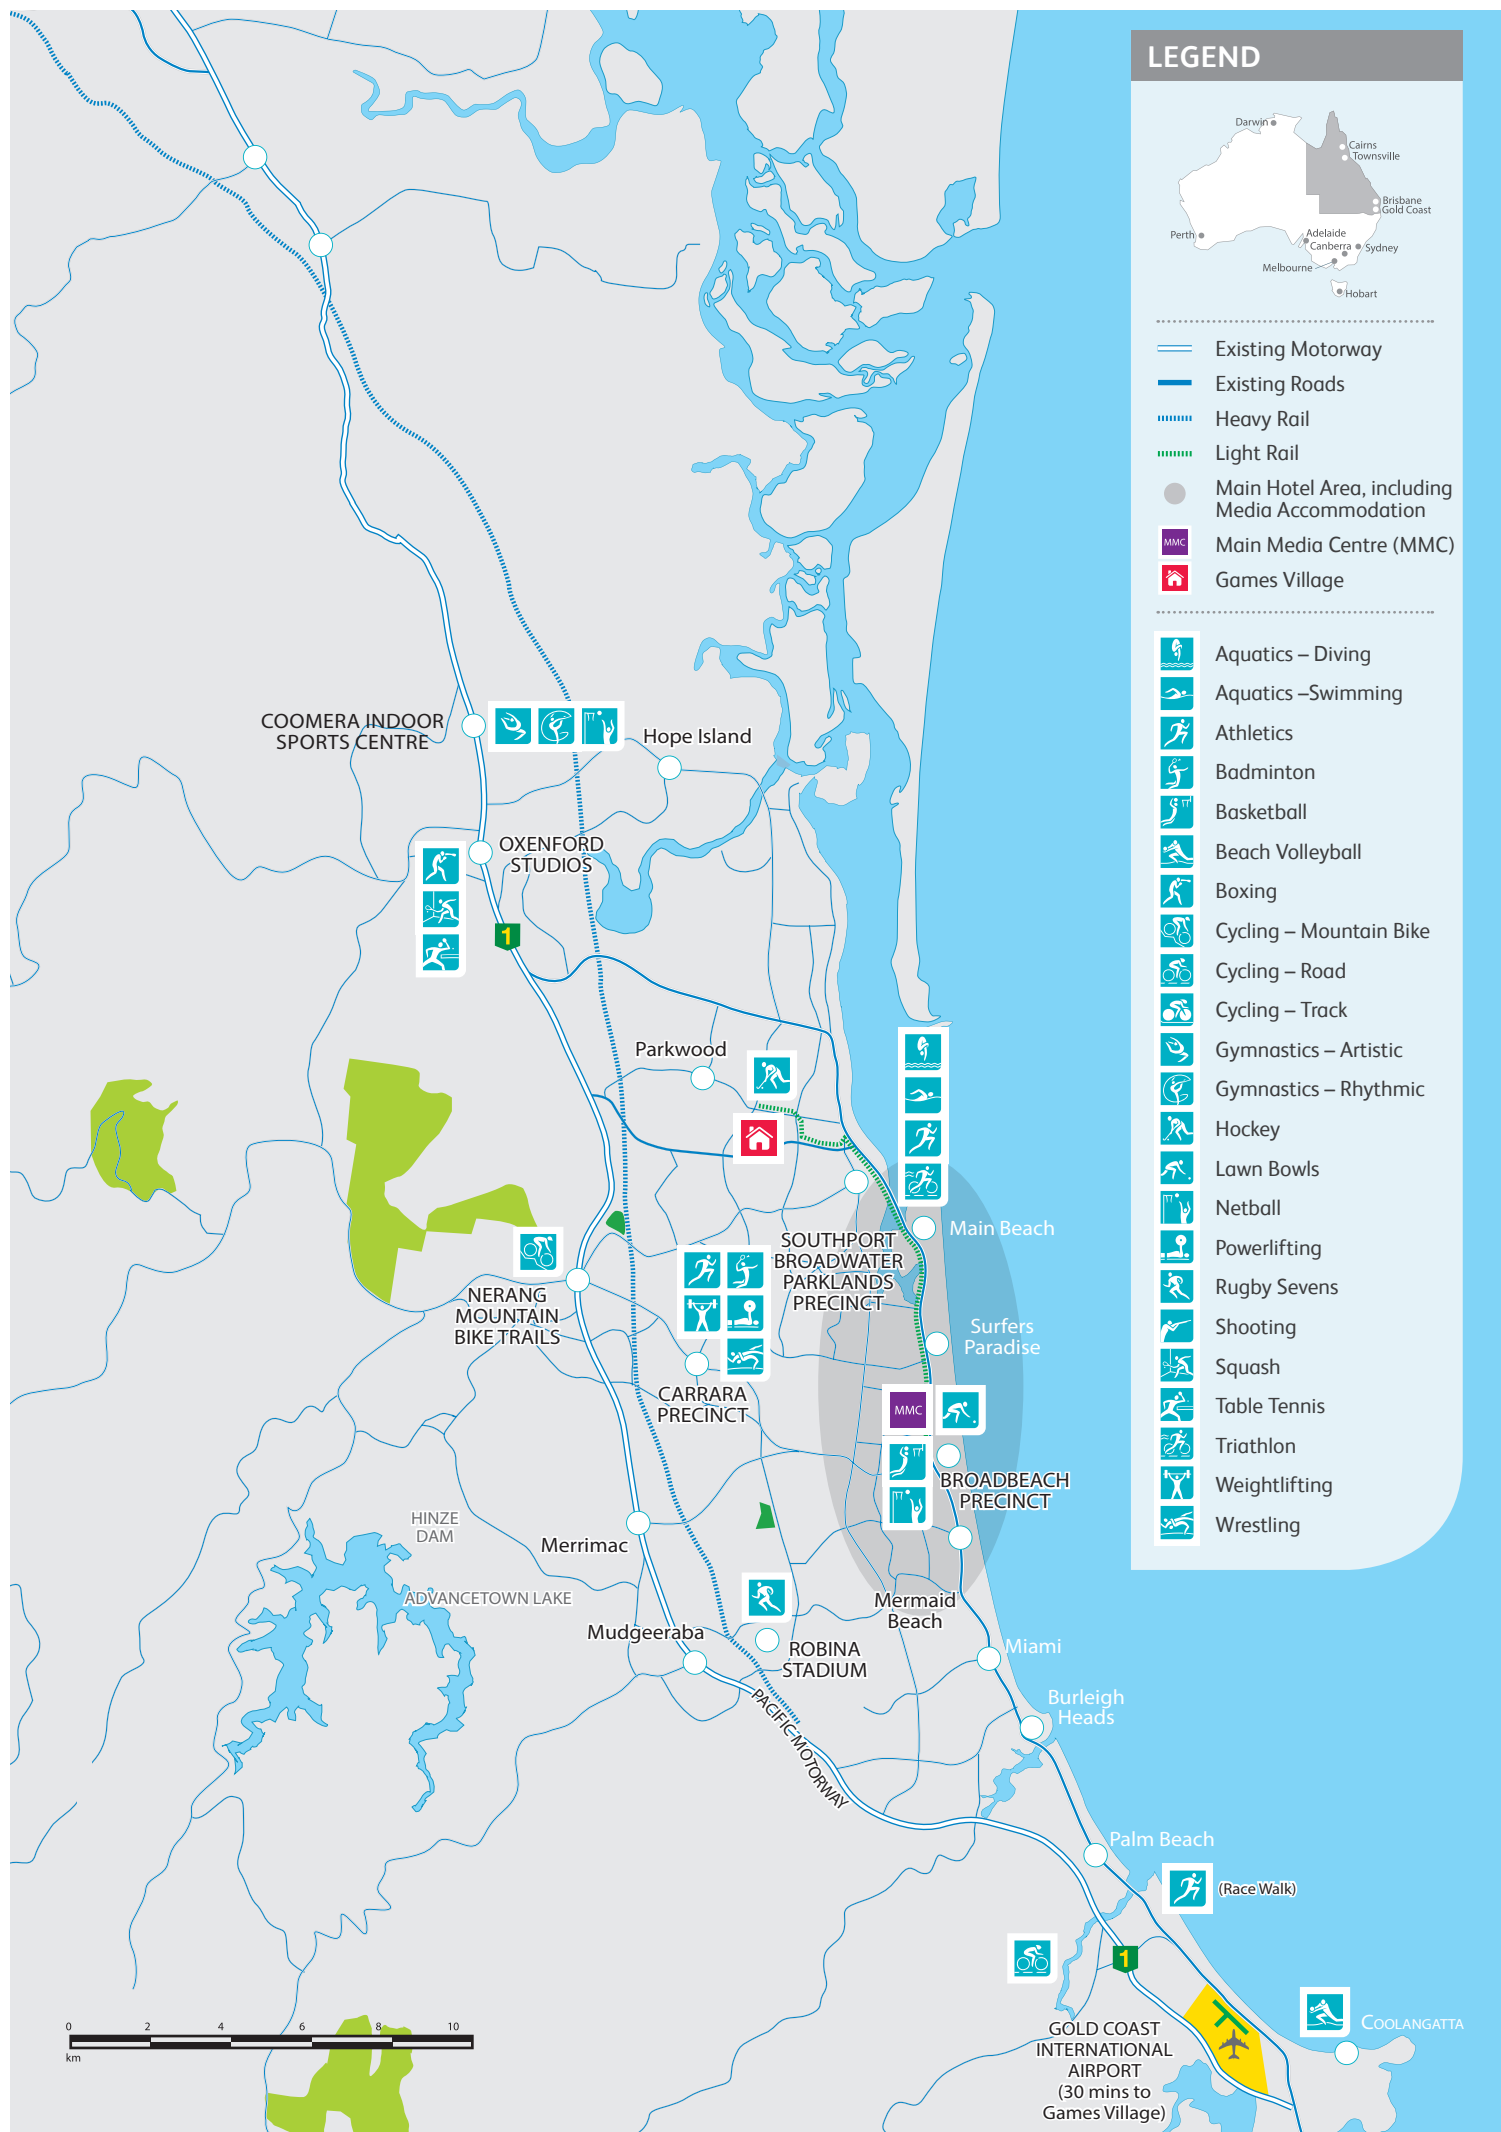 LEGEND
Darwin
Cairns
Townsville
Brisbane
Gold Coast
Perth
Adelaide
Canberra
Sydney
Melbourne
Hobart
Existing Motorway
Existing Roads
Heavy Rail
Light Rail
Main Hotel Area, including
Media Accommodation
MMC
Main Media Centre (MMC)
Games Village
Aquatics – Diving
Aquatics –Swimming
Athletics
Badminton
Basketball
Beach Volleyball
Boxing
Cycling – Mountain Bike
Cycling – Road
Cycling – Track
Gymnastics – Artistic
Gymnastics – Rhythmic
Hockey
Lawn Bowls
Netball
Powerlifting
Rugby Sevens
Shooting
Squash
Table Tennis
Triathlon
Weightlifting
Wrestling
COOMERA INDOOR
SPORTS CENTRE
Hope Island
OXENFORD
STUDIOS
1
Parkwood
Main Beach
SOUTHPORT
BROADWATER
PARKLANDS
PRECINCT
NERANG
MOUNTAIN
BIKE TRAILS
Surfers
Paradise
CARRARA
PRECINCT
MMC
BROADBEACH
PRECINCT
HINZE
DAM
Merrimac
ADVANCETOWN LAKE
Mermaid
Beach
Mudgeeraba
ROBINA
STADIUM
Miami
PACIFIC MOTORWAY
Burleigh
Heads
Palm Beach
(Race Walk)
1
COOLANGATTA
GOLD COAST
INTERNATIONAL
AIRPORT
(30 mins to
Games Village)
0 2 4 6 8 10
km